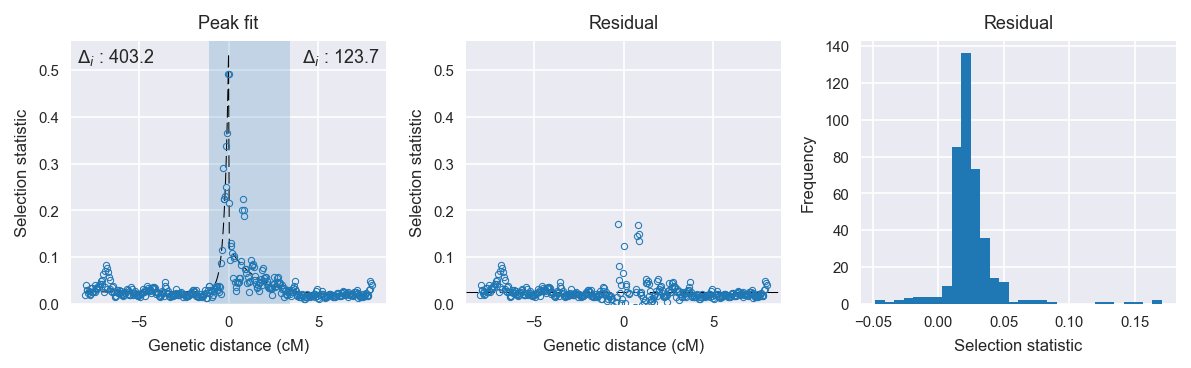 Peak fit
Δi : 403.2
Δi : 123.7
Selection statistic
0.5
0.4
0.3
0.2
0.1
0.0
−5
0
5
Genetic distance (cM)
Residual
Selection statistic
0.5
0.4
0.3
0.2
0.1
0.0
−5
0
5
Genetic distance (cM)
Residual
Frequency
140
120
100
80
60
40
20
0
−0.05
0.00
0.05
0.10
0.15
Selection statistic